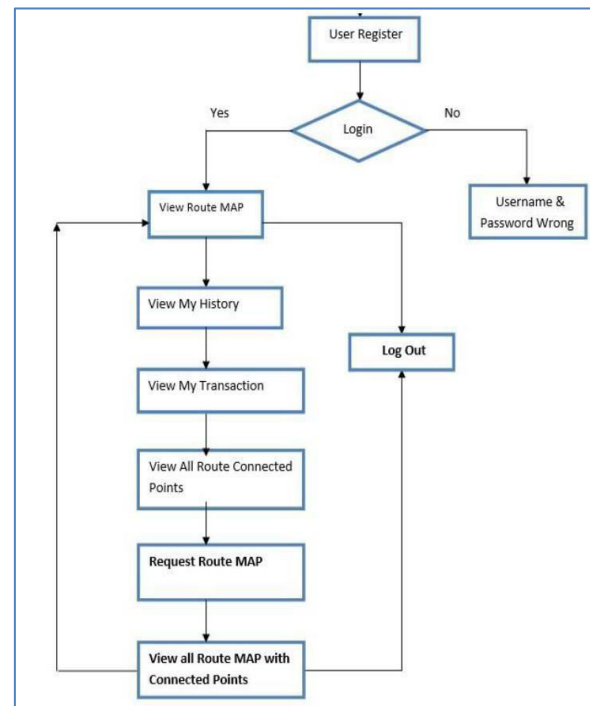 User Register
Yes
Login
No
View Route MAP
Username &
Password Wrong
View My History
Log Out
View My Transaction
View All Route Connected
Points
Request Route MAP
View all Route MAP with
Connected Points